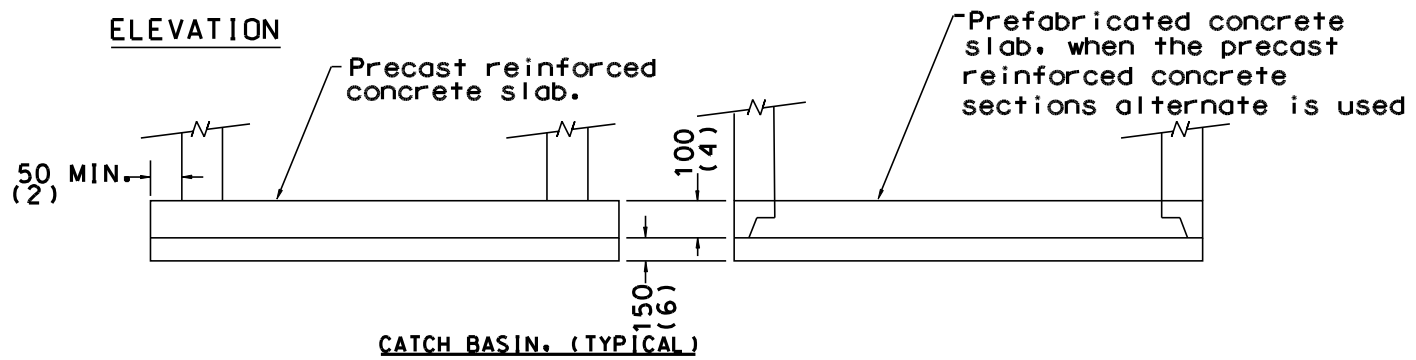 ELEVATION
Precast reinforced
concrete slab.
Prefabricated concrete
slab, when the precast
reinforced concrete
sections alternate is used
50 MIN.
(2)
100
(4)
150
(6)
CATCH BASIN. (TYPICAL)